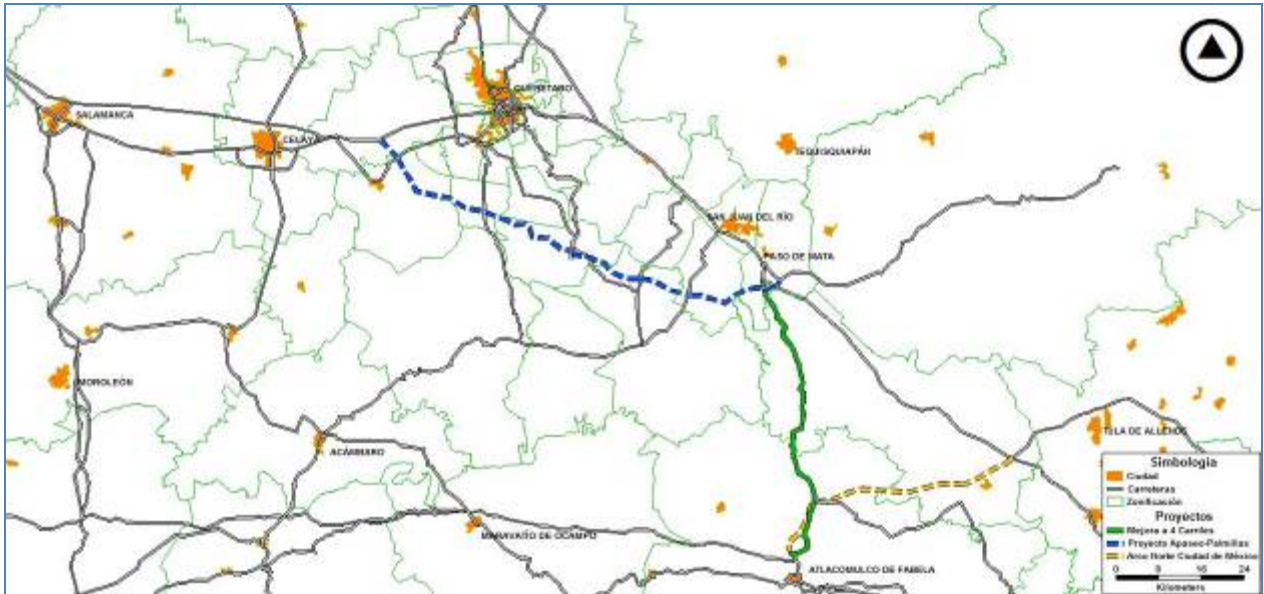 QUERETARO
SALAMANCA
CELAYA
TEQUISQUIAPÁN
SAN JUAN DEL RÍO
PASO DE MATA
MOROLEÓN
ACÁMBARO
TULA DE ALLENDE
MARAVATÍO DE OCAMPO
ATLACOMULCO DE FABELA
Simbología
Ciudad
Carreteras
Zonificación
Proyectos
Mejora a 4 Carriles
Proyecto Apaseo-Palmillas
Arco Norte Ciudad de México
0 8 16 24
Kilometers